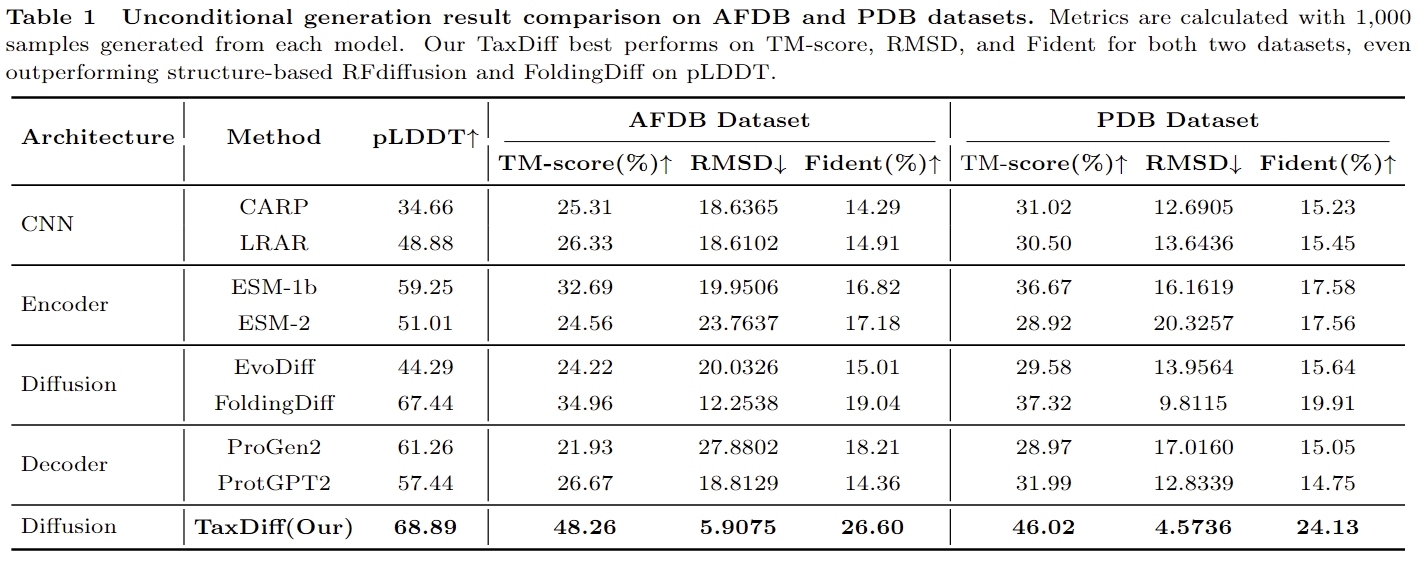 Table 1 Unconditional generation result comparison on AFDB and PDB datasets. Metrics are calculated with 1,000
samples generated from each model. Our TaxDiff best performs on TM-score, RMSD, and Fident for both two datasets, even
outperforming structure-based RFdiffusion and FoldingDiff on pLDDT.
Architecture Method pLDDT↑ AFDB Dataset PDB Dataset
TM-score(%)↑ RMSD↓ Fident(%)↑ TM-score(%)↑ RMSD↓ Fident(%)↑
CNN CARP 34.66 25.31 18.6365 14.29 31.02 12.6905 15.23
LRAR 48.88 26.33 18.6102 14.91 30.50 13.6436 15.45
Encoder ESM-1b 59.25 32.69 19.9506 16.82 36.67 16.1619 17.58
ESM-2 51.01 24.56 23.7637 17.18 28.92 20.3257 17.56
Diffusion EvoDiff 44.29 24.22 20.0326 15.01 29.58 13.9564 15.64
FoldingDiff 67.44 34.96 12.2538 19.04 37.32 9.8115 19.91
Decoder ProGen2 61.26 21.93 27.8802 18.21 28.97 17.0160 15.05
ProtGPT2 57.44 26.67 18.8129 14.36 31.99 12.8339 14.75
Diffusion TaxDiff(Our) 68.89 48.26 5.9075 26.60 46.02 4.5736 24.13